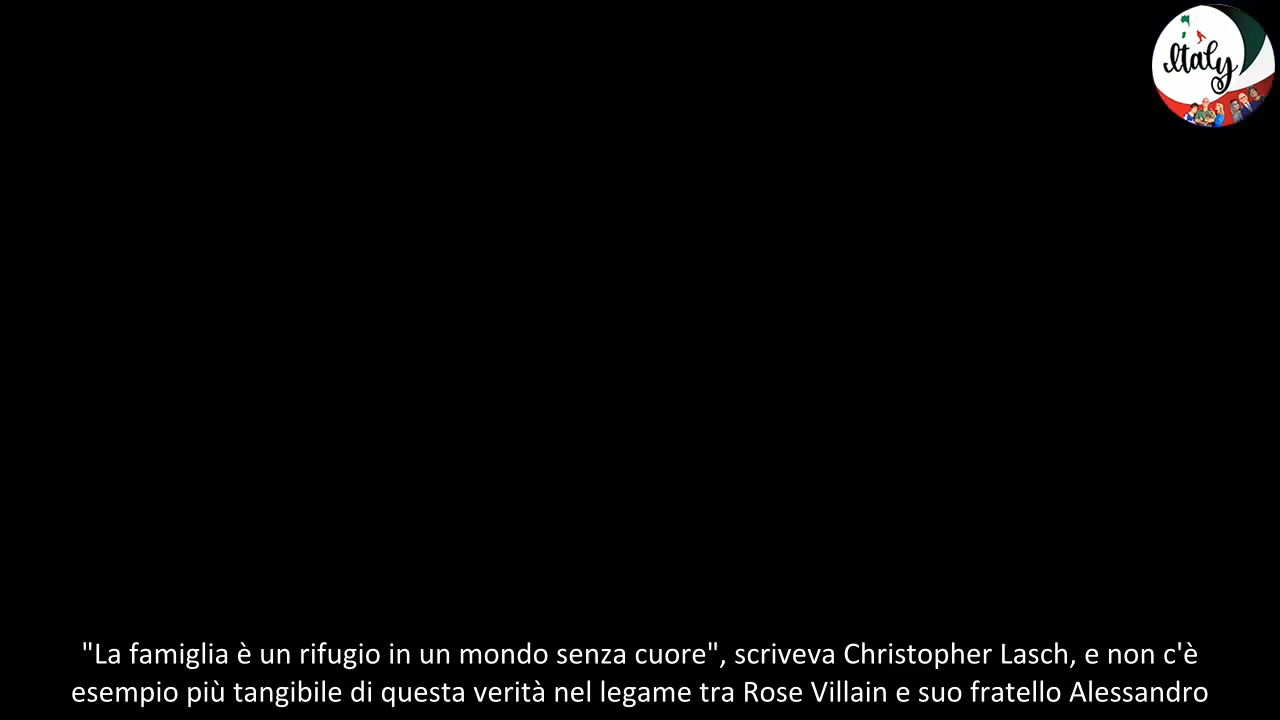 Italy
"La famiglia è un rifugio in un mondo senza cuore", scriveva Christopher Lasch, e non c'è
esempio più tangibile di questa verità nel legame tra Rose Villain e suo fratello Alessandro